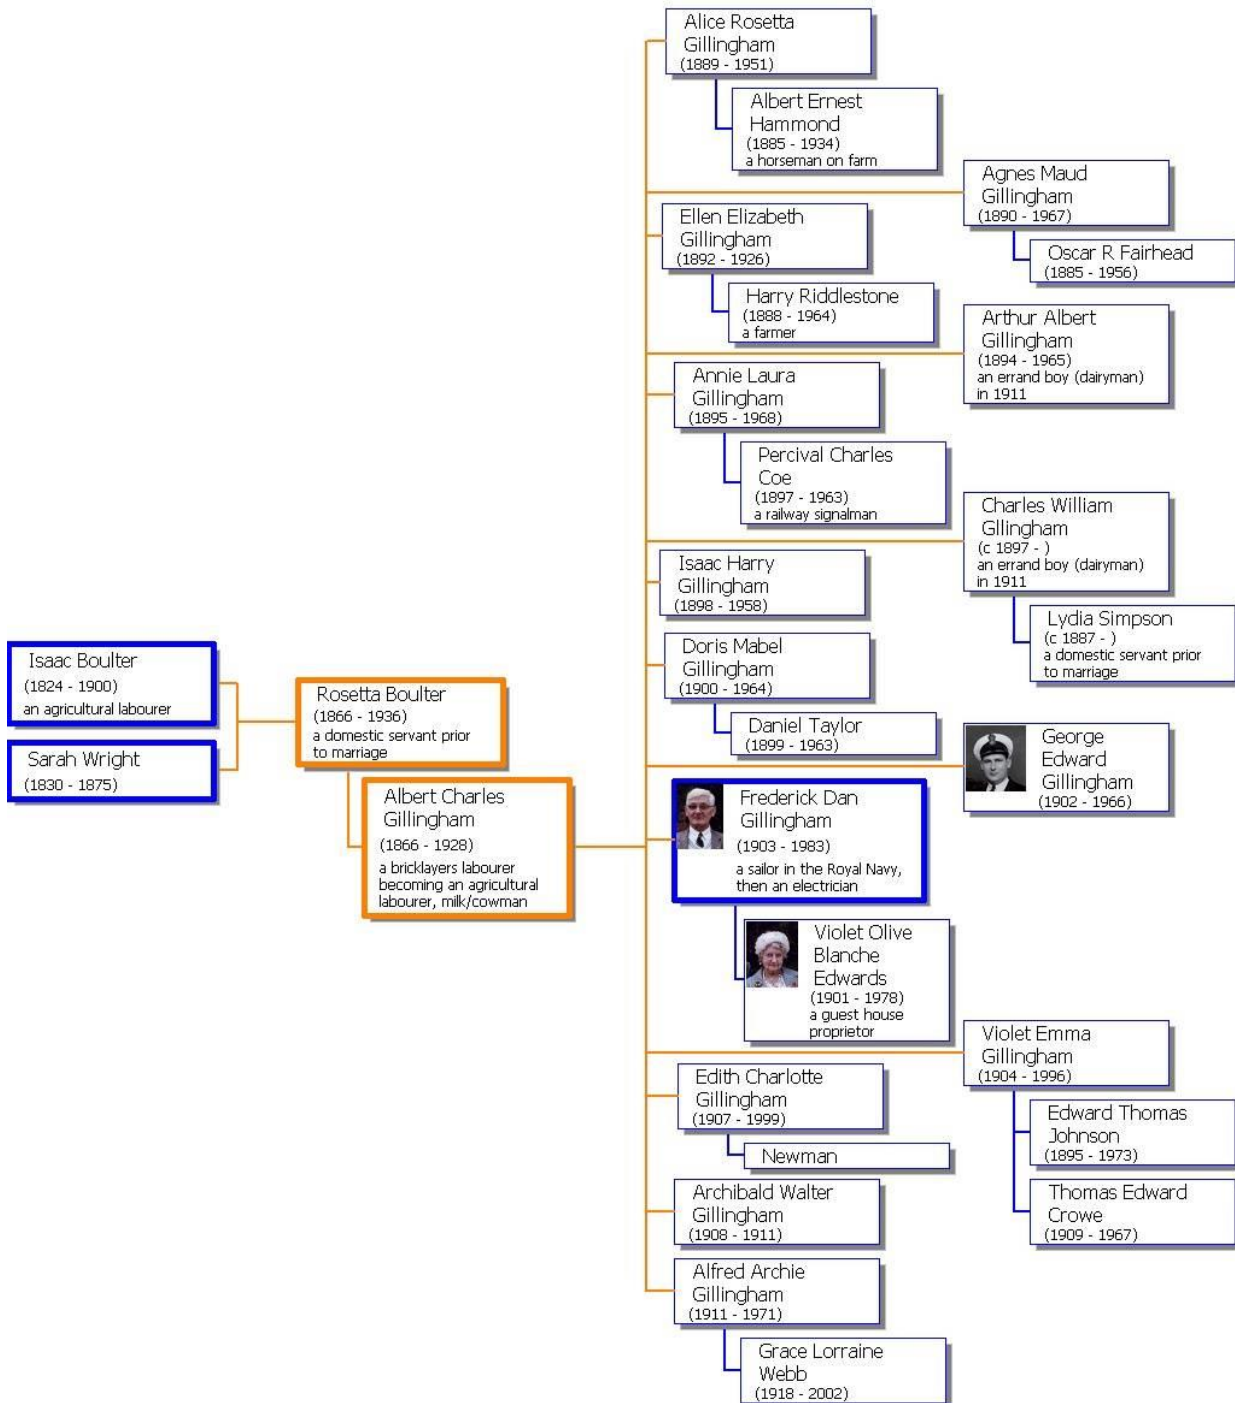 Alice Rosetta
Gillingham
(1889 - 1951)
Albert Ernest
Hammond
(1885 - 1934)
a horseman on farm
Agnes Maud
Gillingham
(1890 - 1967)
Oscar R Fairhead
(1885 - 1956)
Ellen Elizabeth
Gillingham
(1892 - 1926)
Harry Riddlestone
(1888 - 1964)
a farmer
Arthur Albert
Gillingham
(1894 - 1965)
an errand boy (dairyman)
in 1911
Annie Laura
Gillingham
(1895 - 1968)
Percival Charles
Coe
(1897 - 1963)
a railway signalman
Charles William
Gllingham
(c 1897 - )
an errand boy (dairyman)
in 1911
Lydia Simpson
(c 1887 - )
a domestic servant prior
to marriage
Isaac Harry
Gillingham
(1898 - 1958)
Isaac Boulter
(1824 - 1900)
an agricultural labourer
Sarah Wright
(1830 - 1875)
Rosetta Boulter
(1866 - 1936)
a domestic servant prior
to marriage
Albert Charles
Gillingham
(1866 - 1928)
a bricklayers labourer
becoming an agricultural
labourer, milk/cowman
Doris Mabel
Gillingham
(1900 - 1964)
Daniel Taylor
(1899 - 1963)
George
Edward
Gillingham
(1902 - 1966)
Frederick Dan
Gillingham
(1903 - 1983)
a sailor in the Royal Navy,
then an electrician
Violet Olive
Blanche
Edwards
(1901 - 1978)
a guest house
proprietor
Violet Emma
Gillingham
(1904 - 1996)
Edward Thomas
Johnson
(1895 - 1973)
Thomas Edward
Crowe
(1909 - 1967)
Edith Charlotte
Gillingham
(1907 - 1999)
Newman
Archibald Walter
Gillingham
(1908 - 1911)
Alfred Archie
Gillingham
(1911 - 1971)
Grace Lorraine
Webb
(1918 - 2002)